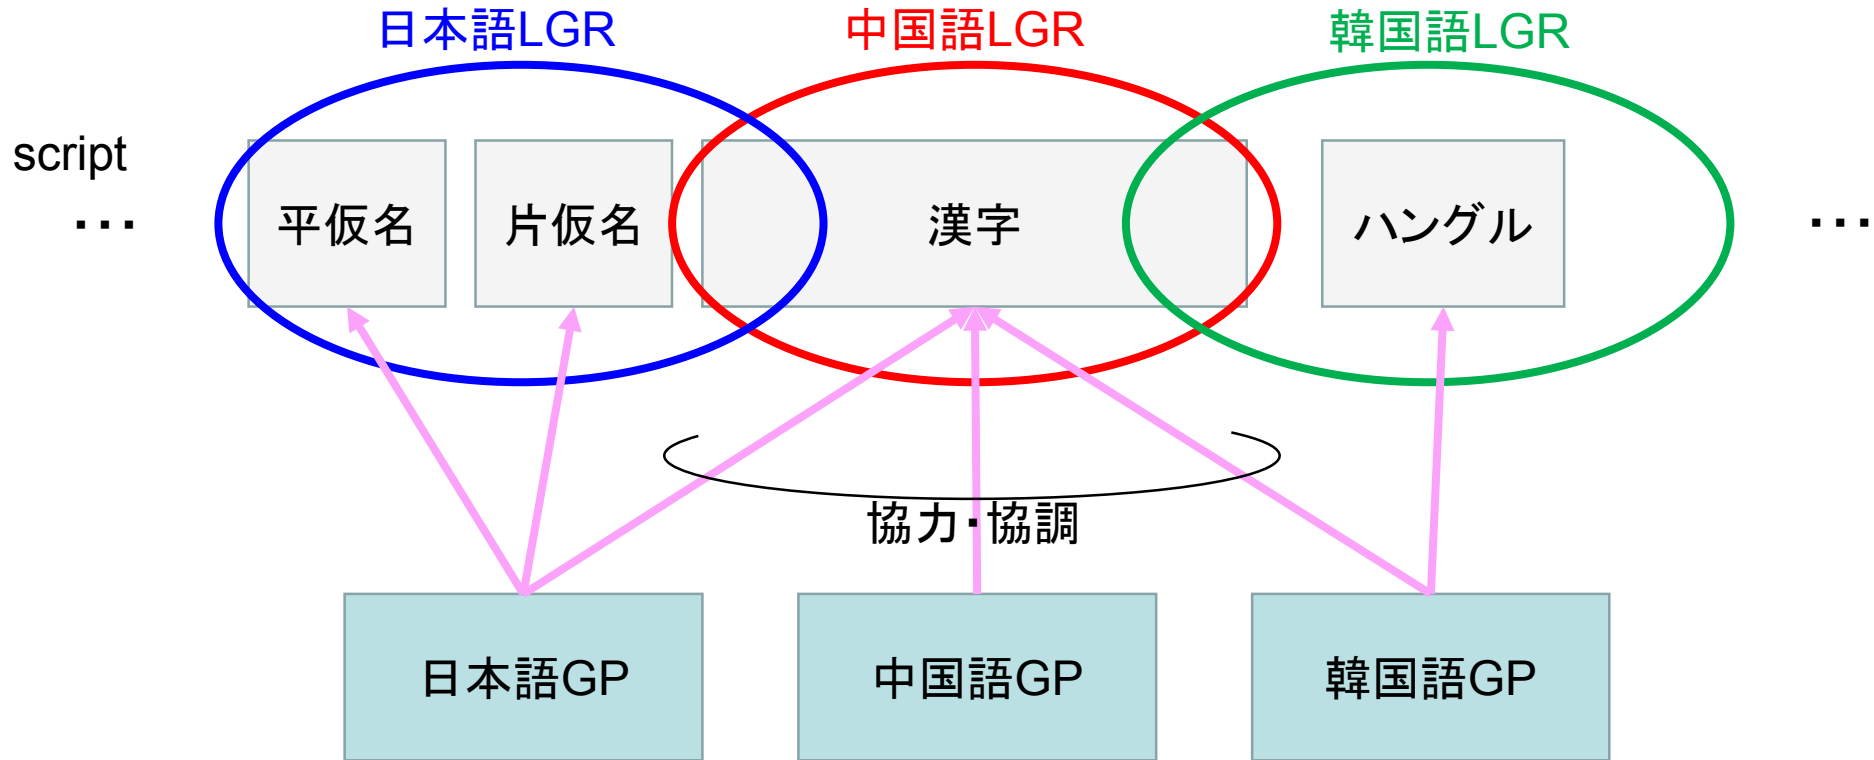 日本語LGR
中国語LGR
韓国語LGR
script
・・・
平仮名
片仮名
漢字
ハングル
・・・
協力・協調
日本語GP
中国語GP
韓国語GP